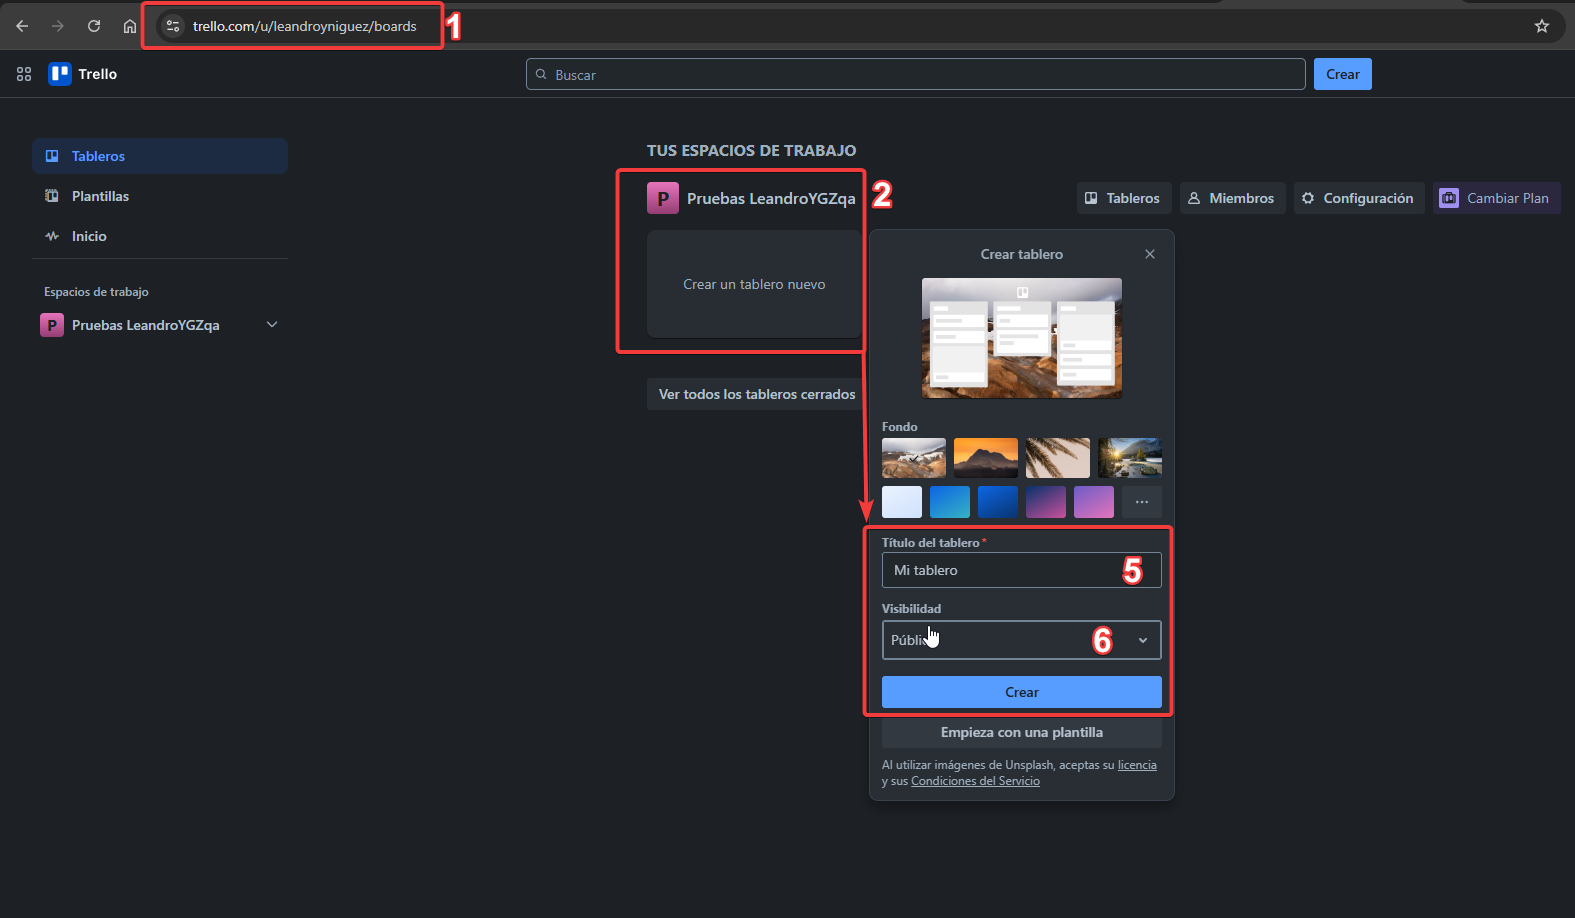 trello.com/u/leandroyniguez/boards
1
Trello
Buscar
Crear
Tableros
Plantillas
Inicio
Espacios de trabajo
P Pruebas LeandroYGZqa
TUS ESPACIOS DE TRABAJO
P Pruebas LeandroYGZqa
2
Tableros
Miembros
Configuración
Cambiar Plan
Crear un tablero nuevo
Ver todos los tableros cerrados
Crear tablero
Fondo
Título del tablero*
Mi tablero
5
Visibilidad
6
Crear
Empieza con una plantilla
Al utilizar imágenes de Unsplash, aceptas su licencia
y sus Condiciones del Servicio